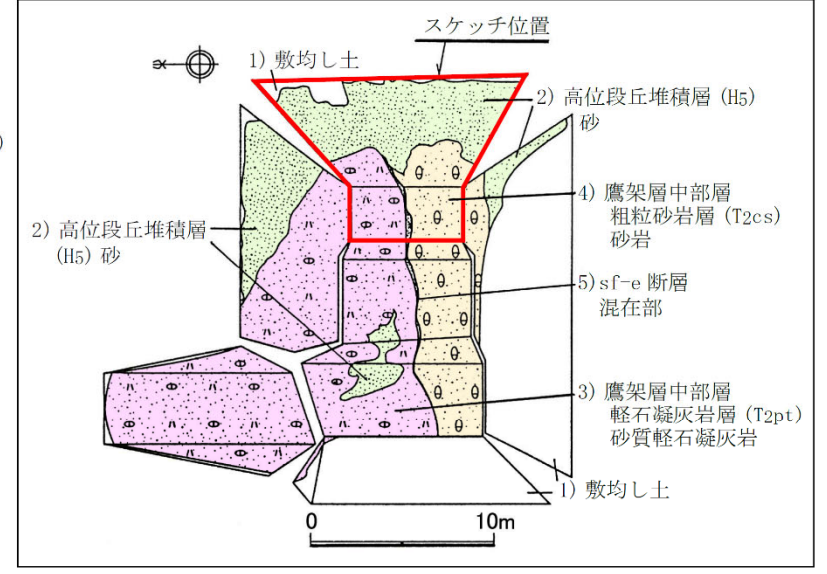 スケッチ位置
1) 敷均し土
2) 高位段丘堆積層 (H5)
砂
4) 鷹架層中部層
粗粒砂岩層 (T2cs)
砂岩
2) 高位段丘堆積層
(H5) 砂
5) sf-e 断層
混在部
3) 鷹架層中部層
軽石凝灰岩層 (T2pt)
砂質軽石凝灰岩
1) 敷均し土
0 10m